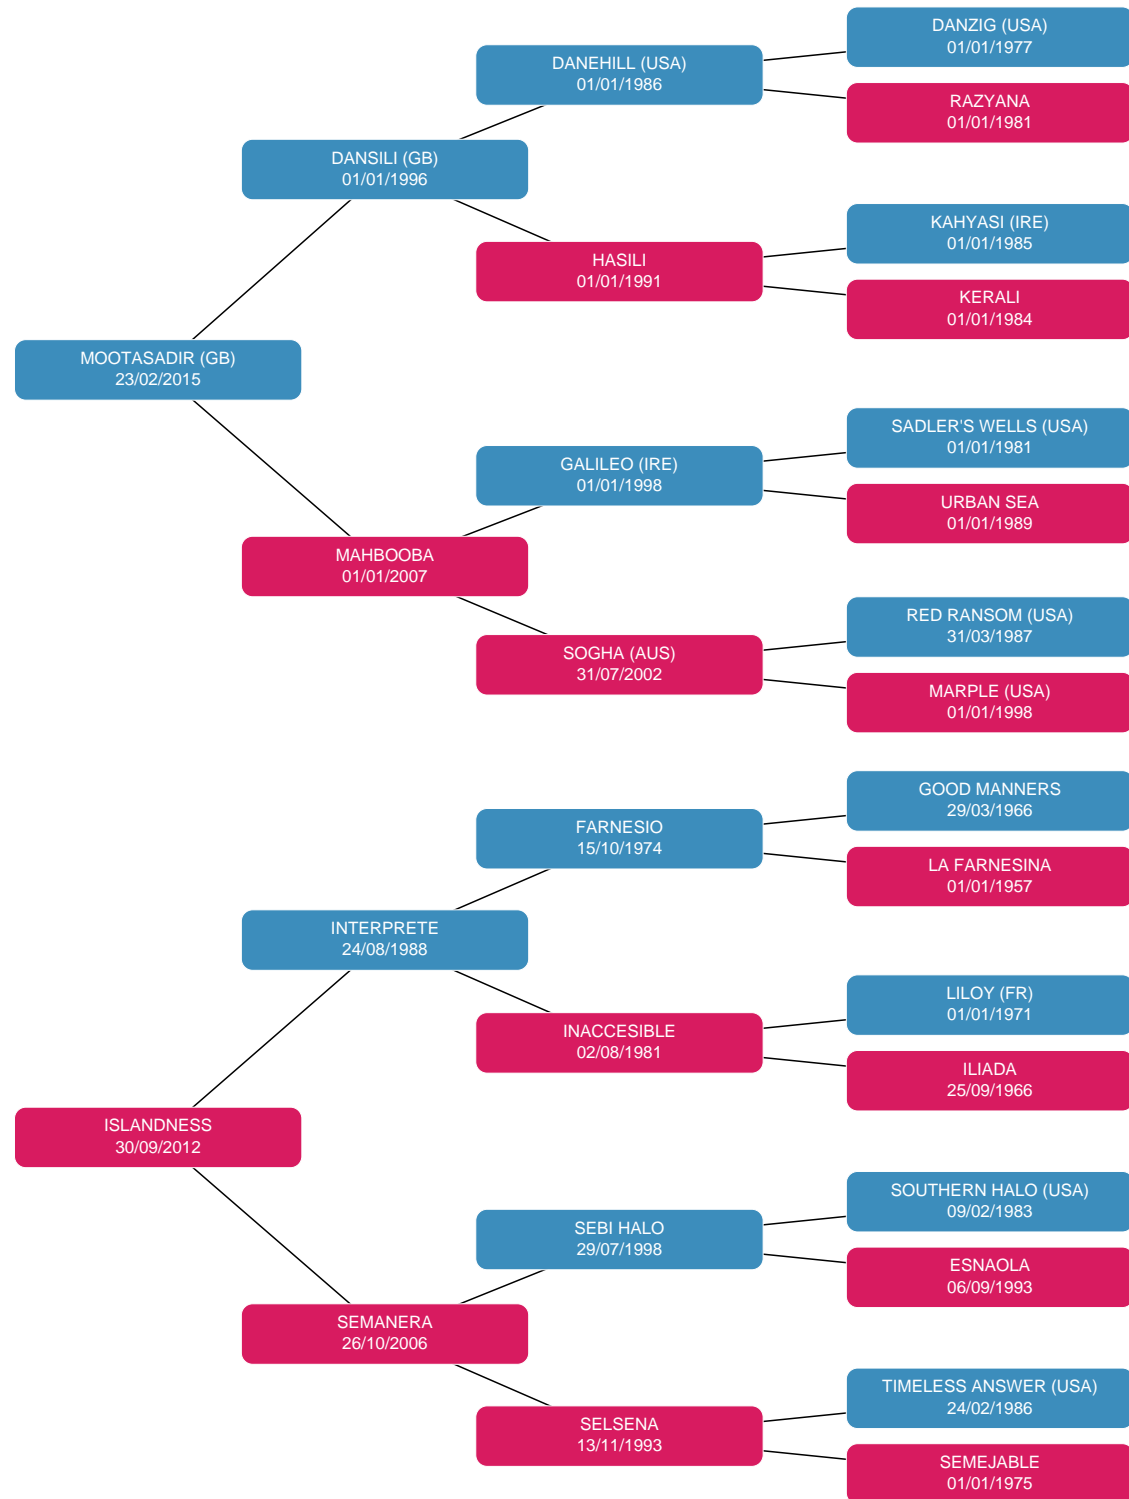 DANZIG (USA)
01/01/1977
DANEHILL (USA)
01/01/1986
RAZYANA
01/01/1981
DANSILI (GB)
01/01/1996
KAHYASI (IRE)
01/01/1985
HASILI
01/01/1991
KERALI
01/01/1984
MOOTASADIR (GB)
23/02/2015
SADLER'S WELLS (USA)
01/01/1981
GALILEO (IRE)
01/01/1998
URBAN SEA
01/01/1989
MAHBOOBA
01/01/2007
RED RANSOM (USA)
31/03/1987
SOGHA (AUS)
31/07/2002
MARPLE (USA)
01/01/1998
GOOD MANNERS
29/03/1966
FARNESIO
15/10/1974
LA FARNESINA
01/01/1957
INTERPRETE
24/08/1988
LILOY (FR)
01/01/1971
INACCESIBLE
02/08/1981
ILIADA
25/09/1966
ISLANDNESS
30/09/2012
SOUTHERN HALO (USA)
09/02/1983
SEBI HALO
29/07/1998
ESNAOLA
06/09/1993
SEMANERA
26/10/2006
TIMELESS ANSWER (USA)
24/02/1986
SELSENA
13/11/1993
SEMEJABLE
01/01/1975